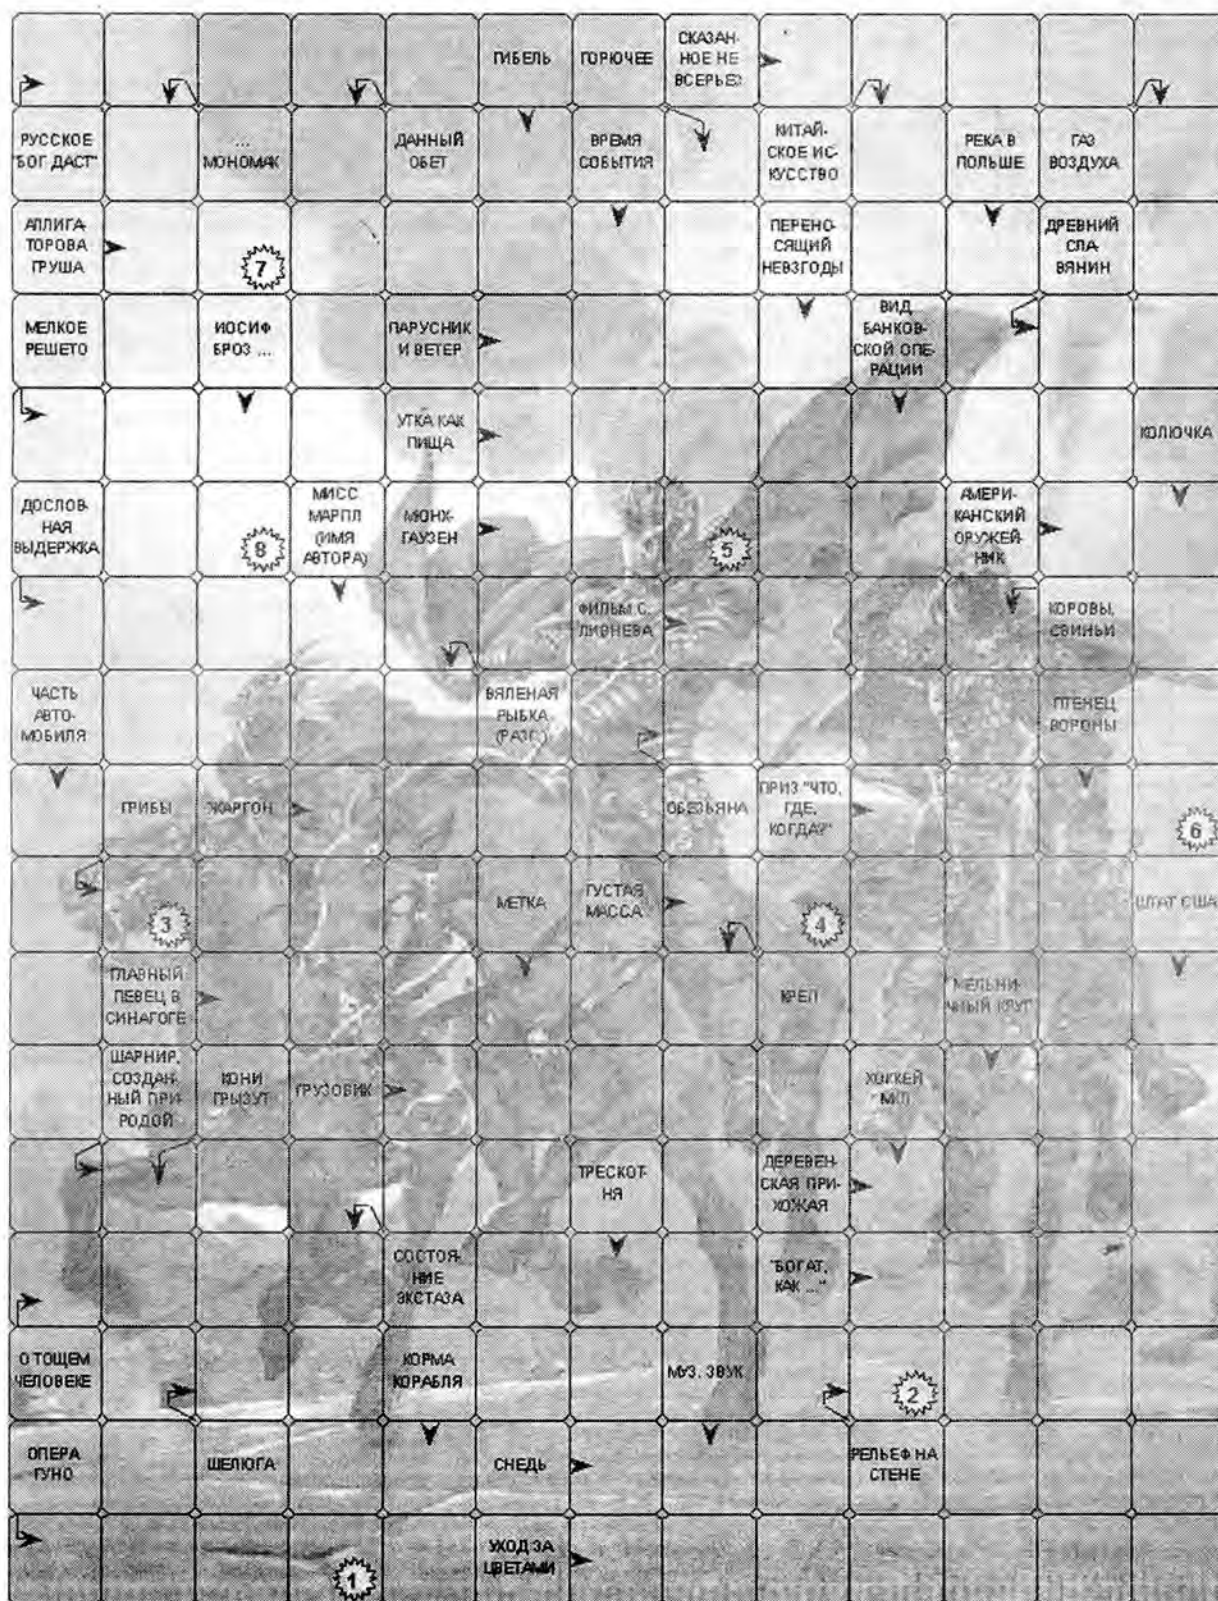 ГИБЕЛЬ
ГОРЮЧЕЕ
СКАЗАН-
НОЕ НЕ
ВСЕРЬЕЗ
РУССКОЕ
"БОГ ДАСТ"
...
МОНОМАХ
ДАННЫЙ
ОБЕТ
ВРЕМЯ
СОБЫТИЯ
КИТАЙ-
СКОЕ ИС-
КУССТВО
РЕКА В
ПОЛЬШЕ
ГАЗ
ВОЗДУХА
АЛЛИГА-
ТОРОВА
ГРУША
7
ПЕРЕНО-
СЯЩИЙ
НЕВЗГОДЫ
ДРЕВНИЙ
СЛА-
ВЯНИН
МЕЛКОЕ
РЕШЕТО
ИОСИФ
БРОЗ ...
ПАРУСНИК
И ВЕТЕР
ВИД
БАНКОВ-
СКОЙ ОПЕ-
РАЦИИ
УТКА КАК
ПИЩА
КОЛЮЧКА
ДОСЛОВ-
НАЯ
ВЫДЕРЖКА
8
МИСС
МАРПЛ
(ИМЯ
АВТОРА)
МЮНХ-
ГАУЗЕН
5
АМЕРИ-
КАНСКИЙ
ОРУЖЕЙ-
НИК
ФИЛЬМ С.
ЛИВНЕВА
КОРОВЫ,
СВИНЬИ
ЧАСТЬ
АВТО-
МОБИЛЯ
ВЯЛЕНАЯ
РЫБКА
(РАЗГ.)
ПТЕНЕЦ
ВОРОНЫ
ГРИБЫ
ЖАРГОН
ОБЕЗЬЯНА
ПРИЗ "ЧТО,
ГДЕ,
КОГДА?"
6
3
МЕТКА
ГУСТАЯ
МАССА
4
ШТАТ США
ГЛАВНЫЙ
ПЕВЕЦ В
СИНАГОГЕ
КРЕП
"МЕЛЬНИ-
ЧНЫЙ КРУГ"
ШАРНИР,
СОЗДАН-
НЫЙ ПРИ-
РОДОЙ
КОНИ
ГРЫЗУТ
ГРУЗОВИК
ХОККЕЙ
ТРЕСКОТ-
НЯ
ДЕРЕВЕН-
СКАЯ ПРИ-
ХОЖАЯ
СОСТОЯ-
НИЕ
ЭКСТАЗА
"БОГАТ,
КАК ..."
О ТОЩЕМ
ЧЕЛОВЕКЕ
КОРМА
КОРАБЛЯ
МУЗ. ЗВУК
2
ОПЕРА
ГУНО
ШЕЛЮГА
СНЕДЬ
РЕЛЬЕФ НА
СТЕНЕ
1
УХОД ЗА
ЦВЕТАМИ